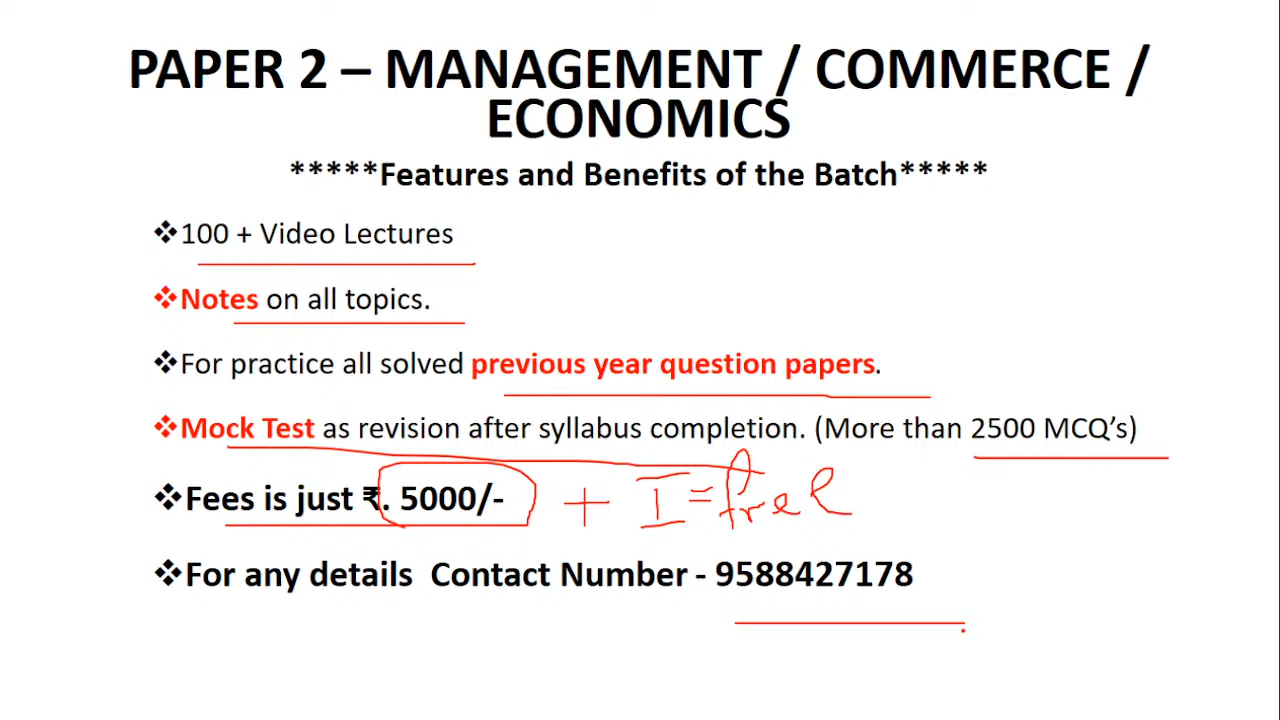 PAPER 2 – MANAGEMENT / COMMERCE /
ECONOMICS
*****Features and Benefits of the Batch*****
❖100 + Video Lectures
❖Notes on all topics.
❖For practice all solved previous year question papers.
❖Mock Test as revision after syllabus completion. (More than 2500 MCQ’s)
❖Fees is just ₹. 5000/- + I = free
❖For any details Contact Number - 9588427178